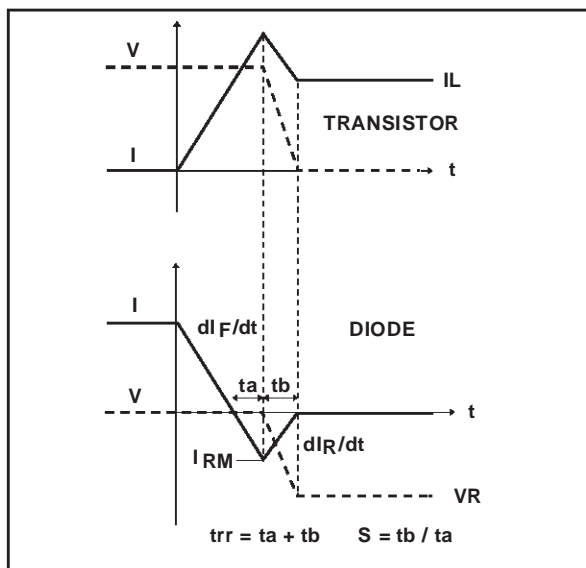 V
IL
TRANSISTOR
I
t
I
dIF/dt
DIODE
ta
tb
V
t
IRM
dIR/dt
VR
trr = ta + tb
S = tb / ta